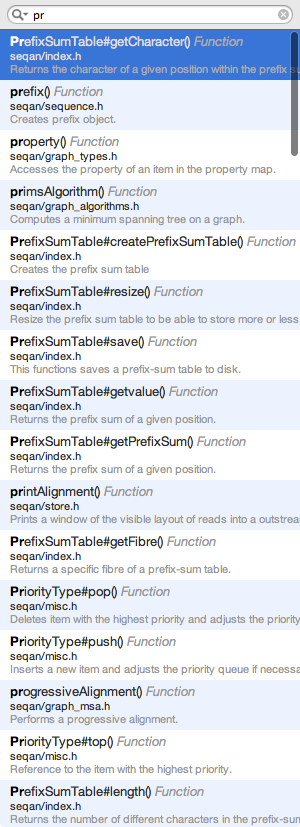 pr
PrefixSumTable#getCharacter() Function
seqan/index.h
Returns the character of a given position within the prefix
prefix() Function
seqan/sequence.h
Creates prefix object.
property() Function
seqan/graph_types.h
Accesses the property of an item in the property map.
primsAlgorithm() Function
seqan/graph_algorithms.h
Computes a minimum spanning tree on a graph.
PrefixSumTable#createPrefixSumTable() Function
seqan/index.h
Creates the prefix sum table
PrefixSumTable#resize() Function
seqan/index.h
Resize the prefix sum table to be able to store more or less
PrefixSumTable#save() Function
seqan/index.h
This functions saves a prefix-sum table to disk.
PrefixSumTable#getvalue() Function
seqan/index.h
Returns the prefix sum of a given position.
PrefixSumTable#getPrefixSum() Function
seqan/index.h
Returns the prefix sum of a given position.
printAlignment() Function
seqan/store.h
Prints a window of the visible layout of reads into a outstrea
PrefixSumTable#getFibre() Function
seqan/index.h
Returns a specific fibre of a prefix-sum table.
PriorityType#pop() Function
seqan/misc.h
Deletes item with the highest priority and adjusts the priority
PriorityType#push() Function
seqan/misc.h
Inserts a new item and adjusts the priority queue if necessa
progressiveAlignment() Function
seqan/graph_msa.h
Performs a progressive alignment.
PriorityType#top() Function
seqan/misc.h
Reference to the item with the highest priority.
PrefixSumTable#length() Function
seqan/index.h
Returns the number of different characters in the prefix-sum